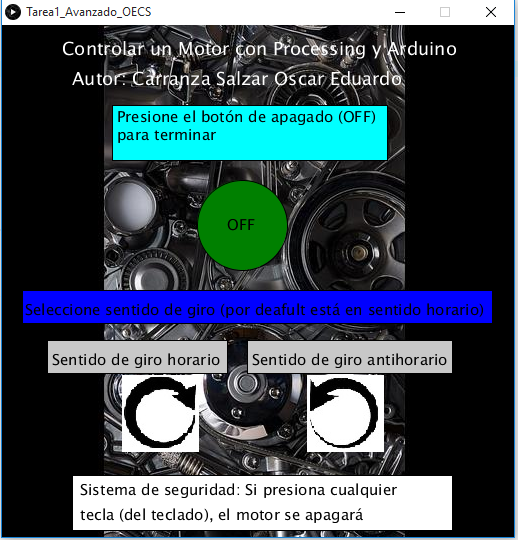 Tarea1_Avanzado_OECS
Controlar un Motor con Processing y Arduino
Autor: Carranza Salzar Oscar Eduardo
Presione el botón de apagado (OFF)
para terminar
OFF
Seleccione sentido de giro (por deafult está en sentido horario)
Sentido de giro horario
Sentido de giro antihorario
Sistema de seguridad: Si presiona cualquier
tecla (del teclado), el motor se apagará